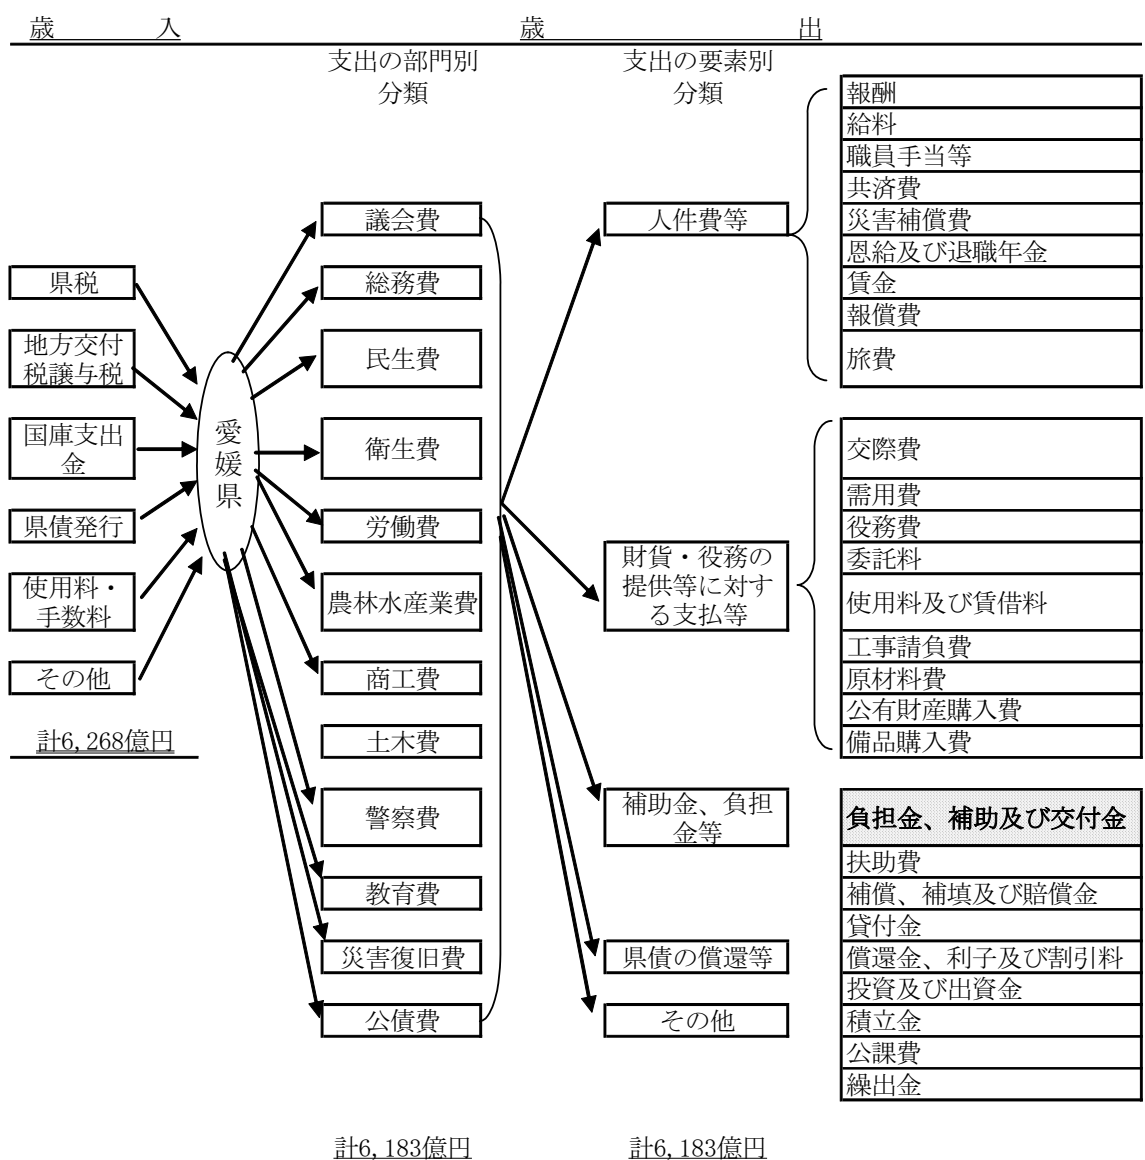 歳　入
歳　出
支出の部門別
分類
支出の要素別
分類
県税
地方交付
税譲与税
国庫支出
金
県債発行
使用料・
手数料
その他
計6,268億円
愛媛県
議会費
総務費
民生費
衛生費
労働費
農林水産業費
商工費
土木費
警察費
教育費
災害復旧費
公債費
計6,183億円
人件費等
財貨・役務の
提供等に対す
る支払等
補助金、負担
金等
県債の償還等
その他
計6,183億円
報酬
給料
職員手当等
共済費
災害補償費
恩給及び退職年金
賃金
報償費
旅費
交際費
需用費
役務費
委託料
使用料及び賃借料
工事請負費
原材料費
公有財産購入費
備品購入費
負担金、補助及び交付金
扶助費
補償、補填及び賠償金
貸付金
償還金、利子及び割引料
投資及び出資金
積立金
公課費
繰出金